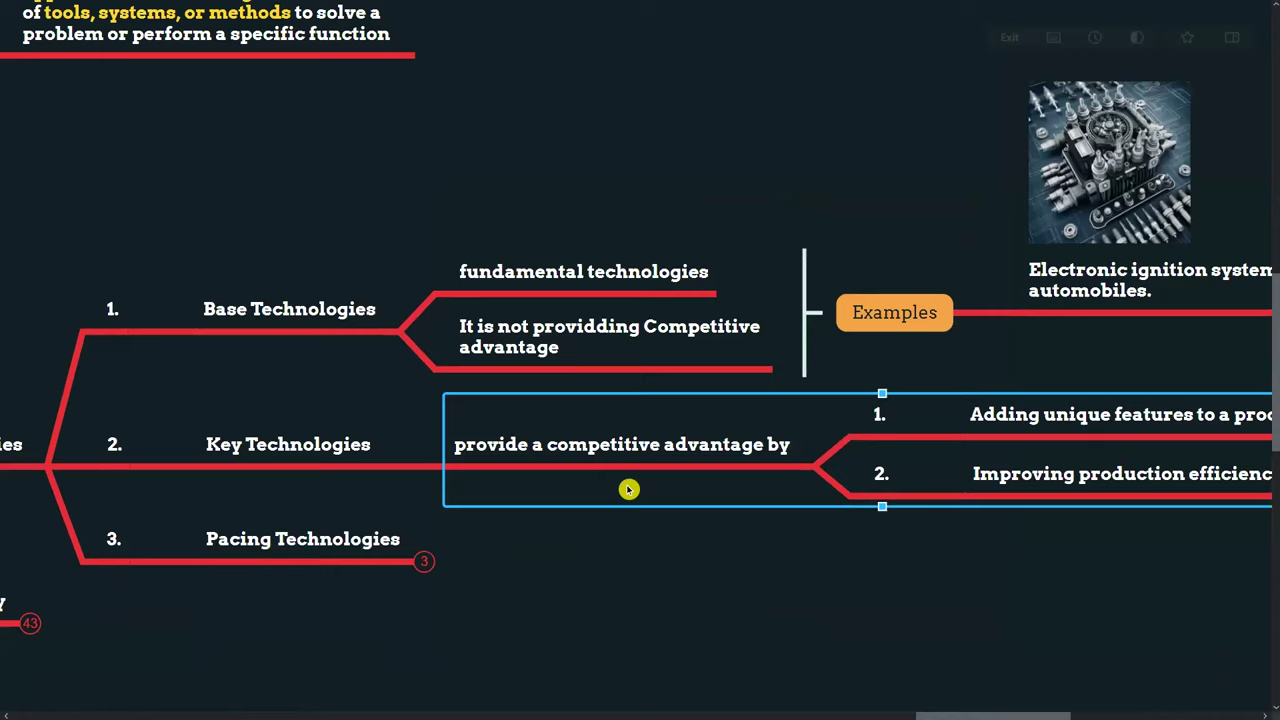 of tools, systems, or methods to solve a
problem or perform a specific function
Exit
Electronic ignition system
automobiles.
fundamental technologies
1. Base Technologies
Examples
It is not providding Competitive
advantage
1. Adding unique features to a
2. Key Technologies
provide a competitive advantage by
2. Improving production
3. Pacing Technologies
3
43